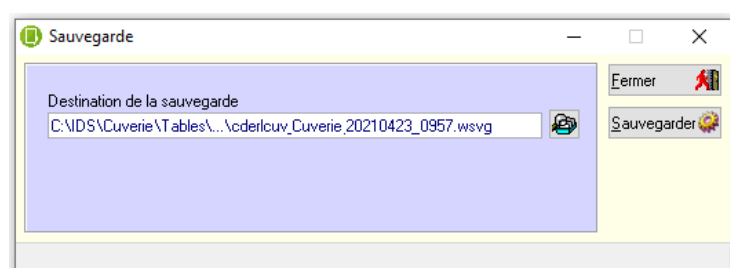 Sauvegarde
Fermer
Destination de la sauvegarde
C:\IDS\Cuverie\Tables\...\cderlcuv_Cuverie_20210423_0957.wsvg
Sauvegarder